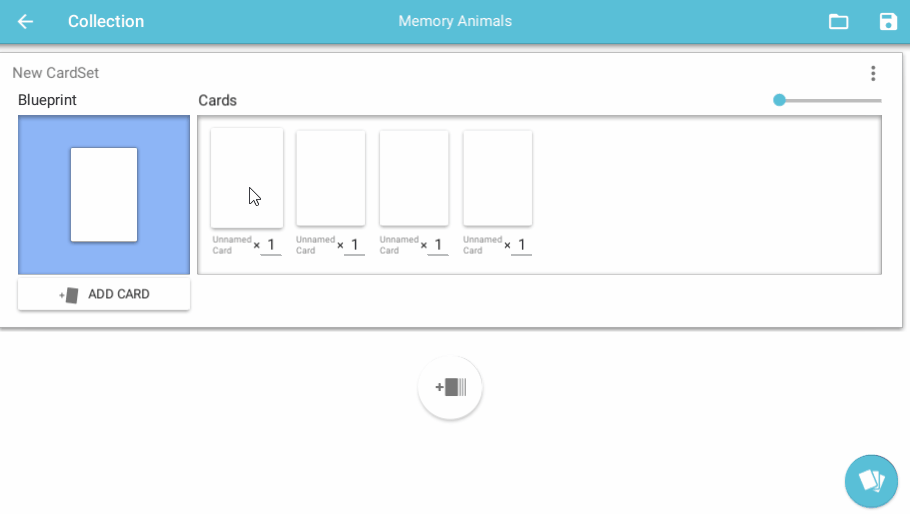 Collection
Memory Animals
New CardSet
Blueprint
Cards
Unnamed Card × 1
Unnamed Card × 1
Unnamed Card × 1
Unnamed Card × 1
+ ADD CARD
+